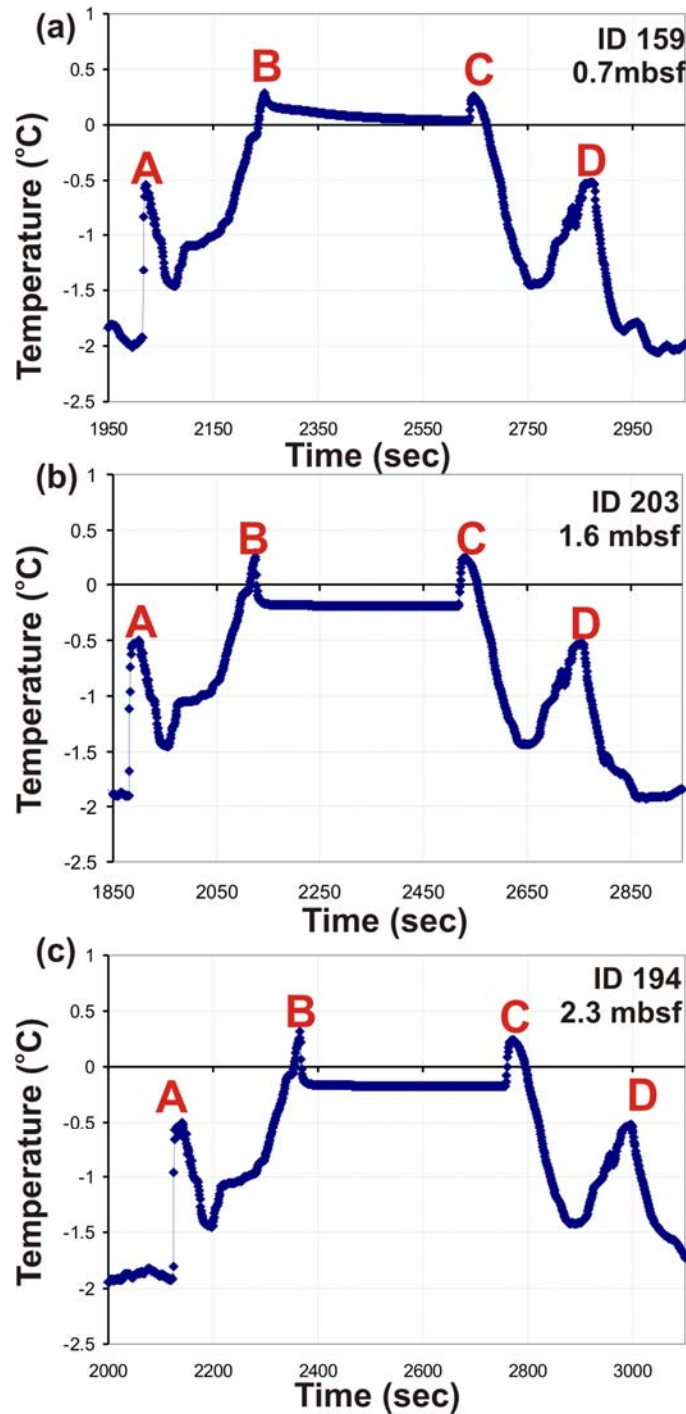 (a)
ID 159
0.7mbsf
A
B
C
D
1
0.5
0
-0.5
-1
-1.5
-2
-2.5
Temperature (°C)
1950 2150 2350 2550 2750 2950
Time (sec)
(b)
ID 203
1.6 mbsf
A
B
C
D
1
0.5
0
-0.5
-1
-1.5
-2
-2.5
Temperature (°C)
1850 2050 2250 2450 2650 2850
Time (sec)
(c)
ID 194
2.3 mbsf
A
B
C
D
1
0.5
0
-0.5
-1
-1.5
-2
-2.5
Temperature (°C)
2000 2200 2400 2600 2800 3000
Time (sec)